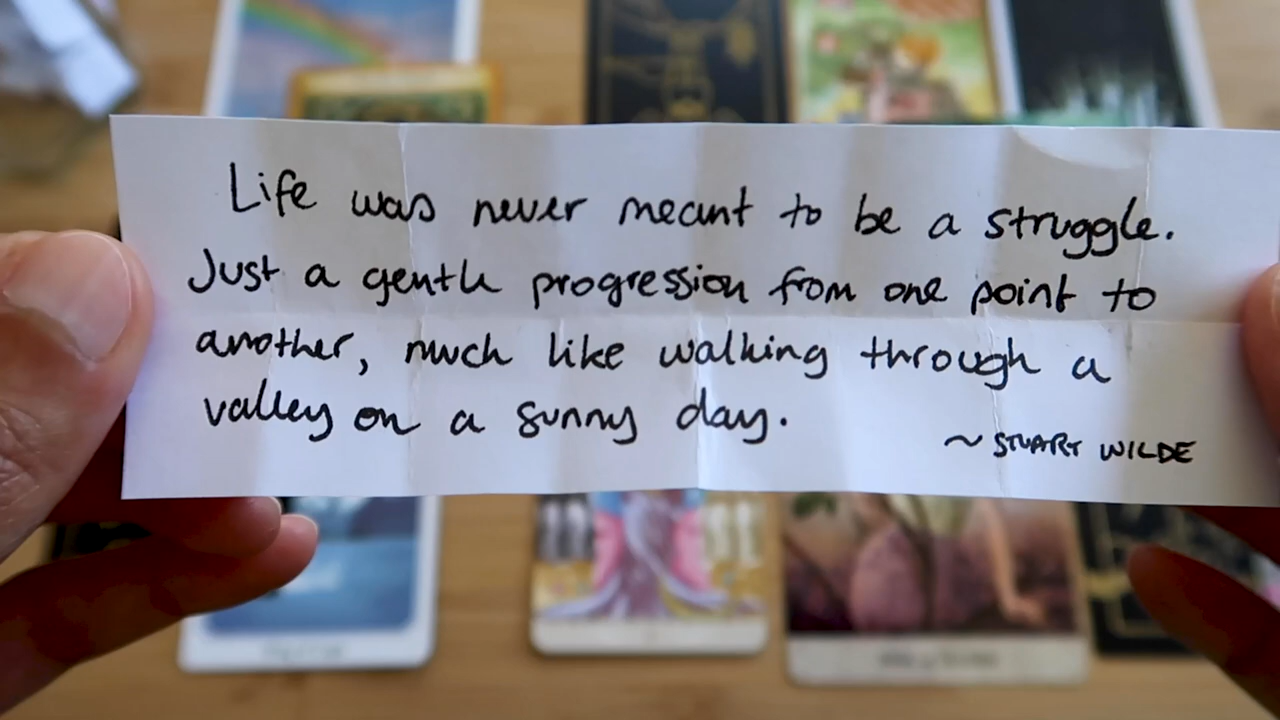 Life was never meant to be a struggle.
Just a gentle progression from one point to
another, much like walking through a
valley on a sunny day.
~ STUART WILDE